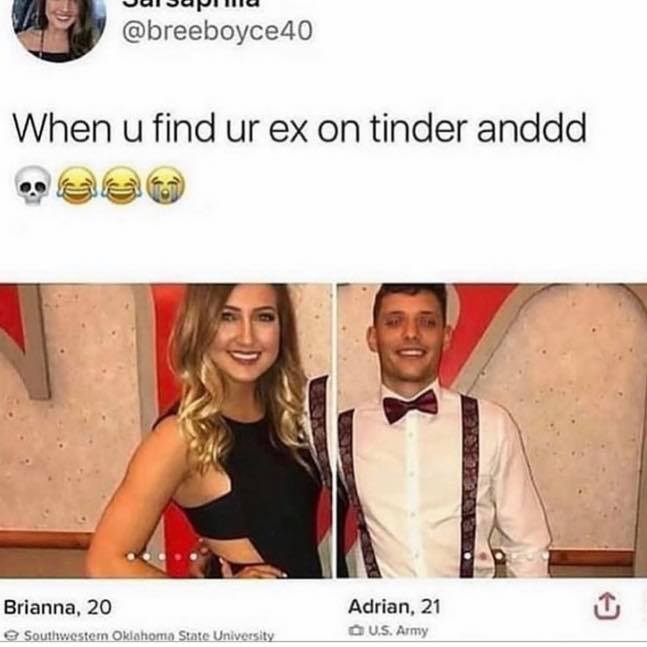 @breeboyce40
When u find ur ex on tinder anddd
💀😂😂😭
Brianna, 20
Adrian, 21
Southwestern Oklahoma State University
U.S. Army